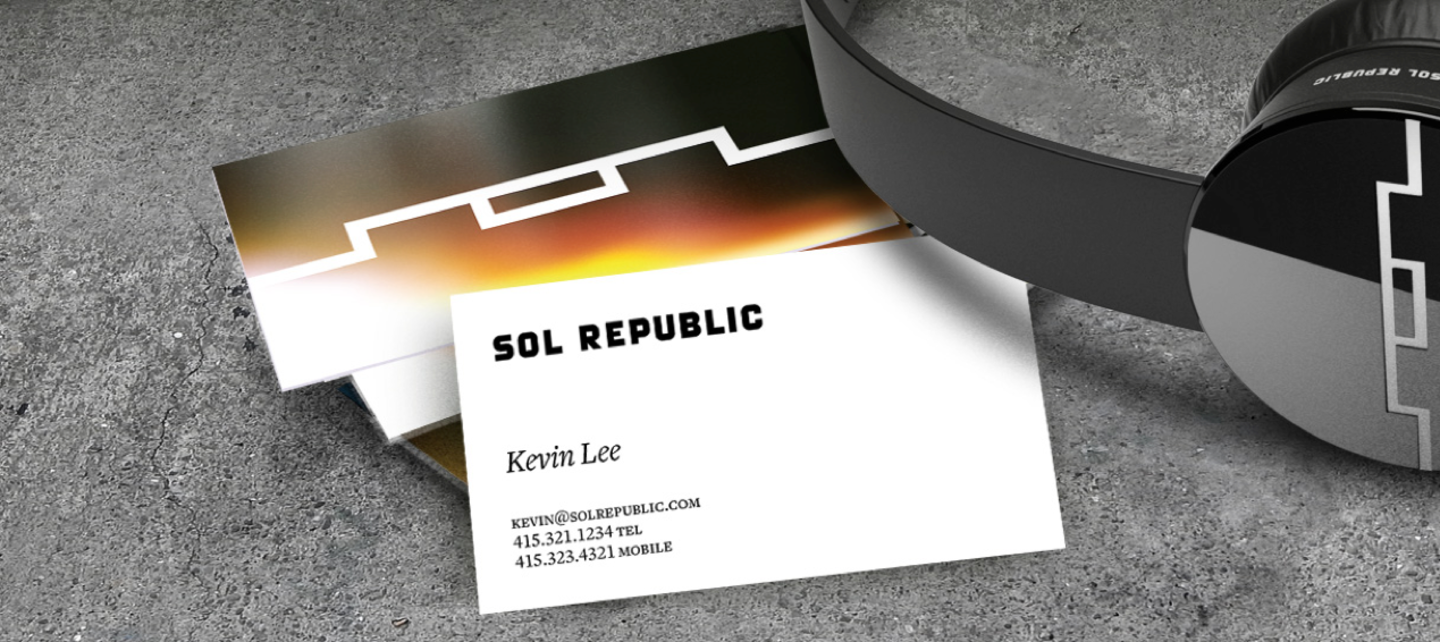 SOL REPUBLIC
SOL REPUBLIC
Kevin Lee
KEVIN@SOLREPUBLIC.COM
415.321.1234 TEL
415.323.4321 MOBILE